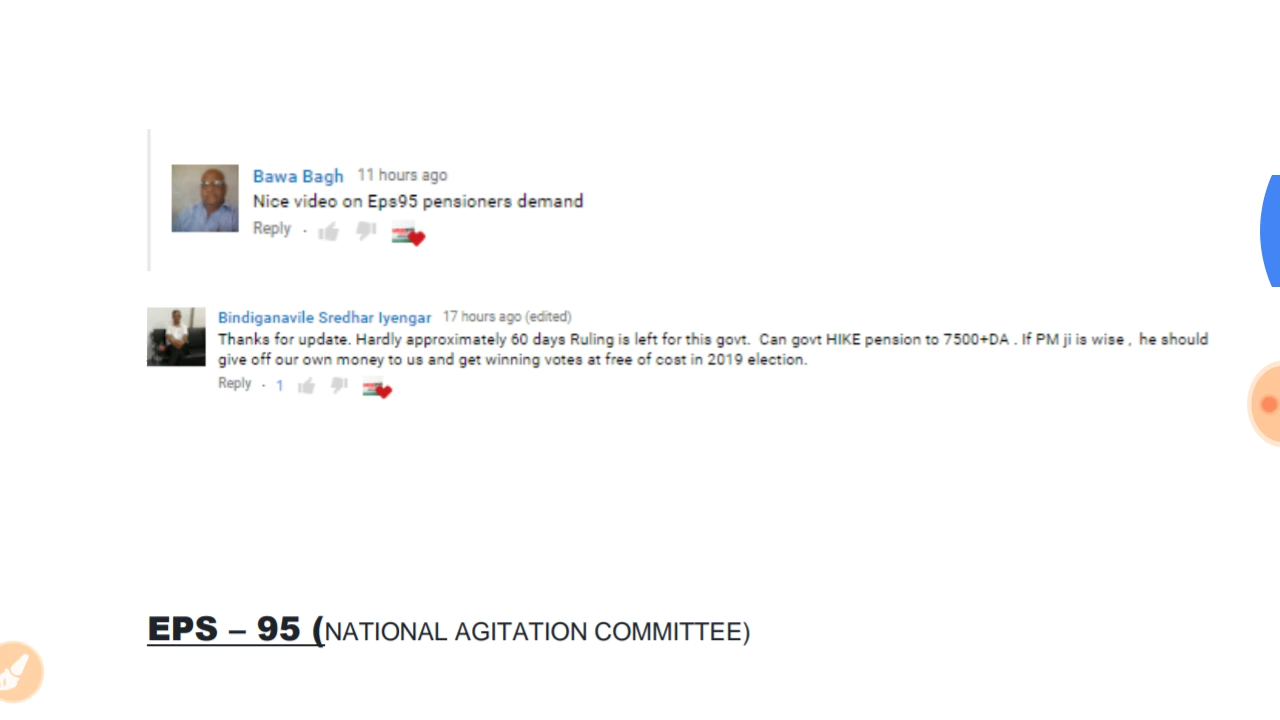 Bawa Bagh 11 hours ago
Nice video on Eps95 pensioners demand
Reply ·
Bindiganavile Sredhar Iyengar 17 hours ago (edited)
Thanks for update. Hardly approximately 60 days Ruling is left for this govt. Can govt HIKE pension to 7500+DA . If PM ji is wise , he should
give off our own money to us and get winning votes at free of cost in 2019 election.
Reply · 1
EPS – 95 (NATIONAL AGITATION COMMITTEE)